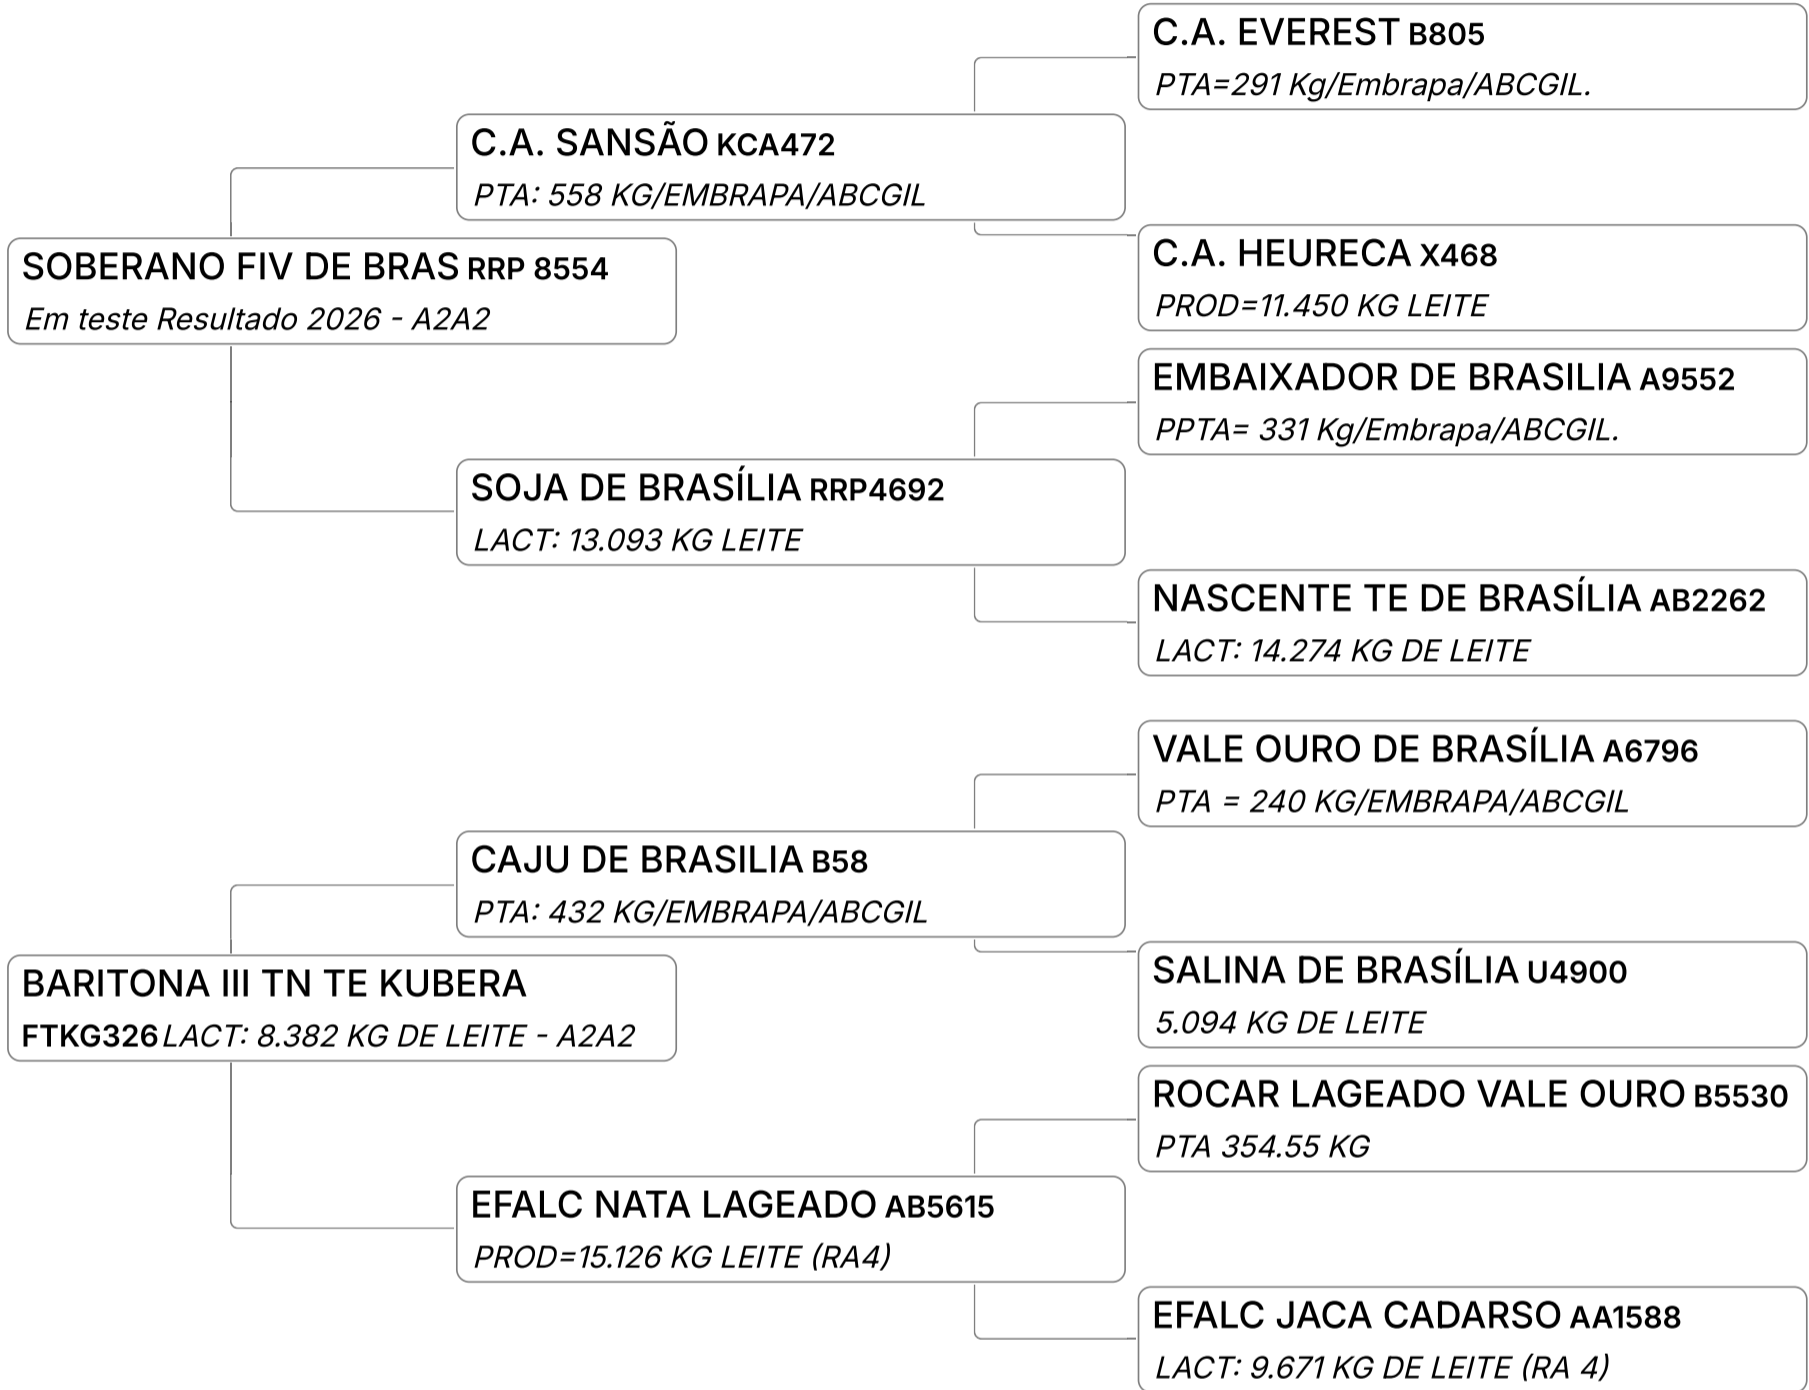 C.A. EVEREST B805
PTA=291 Kg/Embrapa/ABCGIL.
C.A. SANSÃO KCA472
PTA: 558 KG/EMBRAPA/ABCGIL
C.A. HEURECA X468
PROD=11.450 KG LEITE
SOBERANO FIV DE BRAS RRP 8554
Em teste Resultado 2026 - A2A2
EMBAIXADOR DE BRASILIA A9552
PPTA= 331 Kg/Embrapa/ABCGIL.
SOJA DE BRASÍLIA RRP4692
LACT: 13.093 KG LEITE
NASCENTE TE DE BRASÍLIA AB2262
LACT: 14.274 KG DE LEITE
VALE OURO DE BRASÍLIA A6796
PTA = 240 KG/EMBRAPA/ABCGIL
CAJU DE BRASILIA B58
PTA: 432 KG/EMBRAPA/ABCGIL
SALINA DE BRASÍLIA U4900
5.094 KG DE LEITE
BARITONA III TN TE KUBERA
FTKG326 LACT: 8.382 KG DE LEITE - A2A2
ROCAR LAGEADO VALE OURO B5530
PTA 354.55 KG
EFALC NATA LAGEADO AB5615
PROD=15.126 KG LEITE (RA4)
EFALC JACA CADARSO AA1588
LACT: 9.671 KG DE LEITE (RA 4)